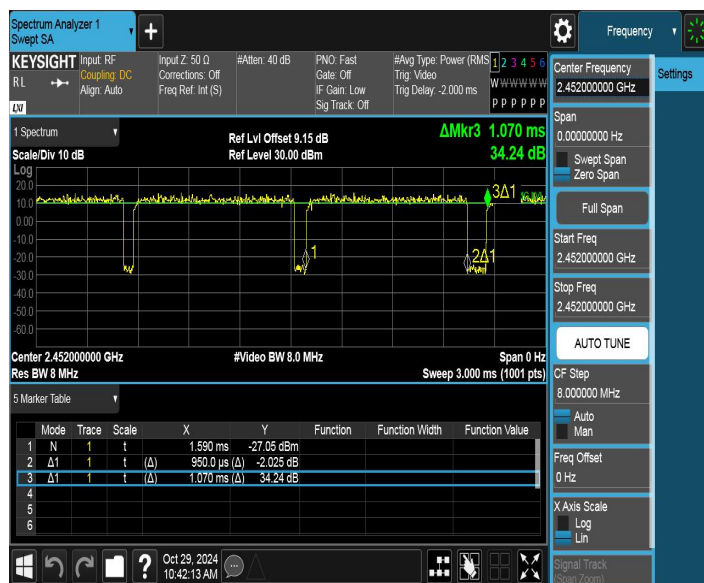 Spectrum Analyzer 1
Swept SA
+
Frequency
KEYSIGHT
RL
LXI
Input: RF
Coupling: DC
Align: Auto
Input Z: 50 Ω
Corrections: Off
Freq Ref: Int (S)
#Atten: 40 dB
PNO: Fast
Gate: Off
IF Gain: Low
Sig Track: Off
#Avg Type: Power (RMS
Trig: Video
Trig Delay: -2.000 ms
1 2 3 4 5 6
W W W W W W
P P P P P P
1 Spectrum
Scale/Div 10 dB
Ref Lvl Offset 9.15 dB
Ref Level 30.00 dBm
ΔMkr3 1.070 ms
34.24 dB
Log
20.0
10.0
0.00
-10.0
-20.0
-30.0
-40.0
-50.0
-60.0
3Δ1
1
2Δ1
Center 2.452000000 GHz
Res BW 8 MHz
#Video BW 8.0 MHz
Span 0 Hz
Sweep 3.000 ms (1001 pts)
5 Marker Table
Mode Trace Scale X Y Function Function Width Function Value
1 N 1 t 1.590 ms -27.05 dBm
2 Δ1 1 t (Δ) 950.0 µs (Δ) -2.025 dB
3 Δ1 1 t (Δ) 1.070 ms (Δ) 34.24 dB
4
5
6
?
Oct 29, 2024
10:42:13 AM
Center Frequency
2.452000000 GHz
Settings
Span
0.00000000 Hz
Swept Span
Zero Span
Full Span
Start Freq
2.452000000 GHz
Stop Freq
2.452000000 GHz
AUTO TUNE
CF Step
8.000000 MHz
Auto
Man
Freq Offset
0 Hz
X Axis Scale
Log
Lin
Signal Track
(Span Zoom)